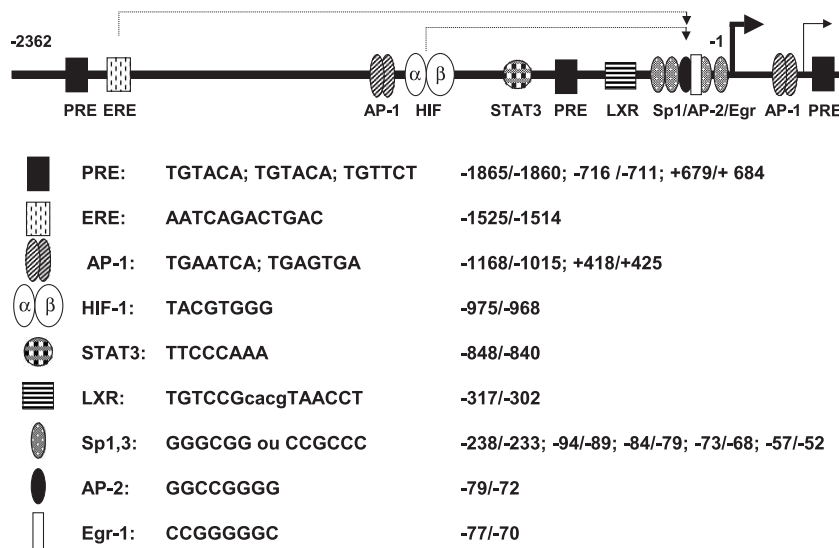 -2362 -1
PRE ERE AP-1 HIF STAT3 PRE LXR Sp1/AP-2/Egr AP-1 PRE
α β
PRE: TGTACA; TGTACA; TGTTCT -1865/-1860; -716 /-711; +679/+ 684
ERE: AATCAGACTGAC -1525/-1514
AP-1: TGAATCA; TGAGTGA -1168/-1015; +418/+425
α β HIF-1: TACGTGGG -975/-968
STAT3: TTCCCAAA -848/-840
LXR: TGTCCGcacgTAACCT -317/-302
Sp1,3: GGGCGG ou CCGCCC -238/-233; -94/-89; -84/-79; -73/-68; -57/-52
AP-2: GGCCGGGG -79/-72
Egr-1: CCGGGGGC -77/-70